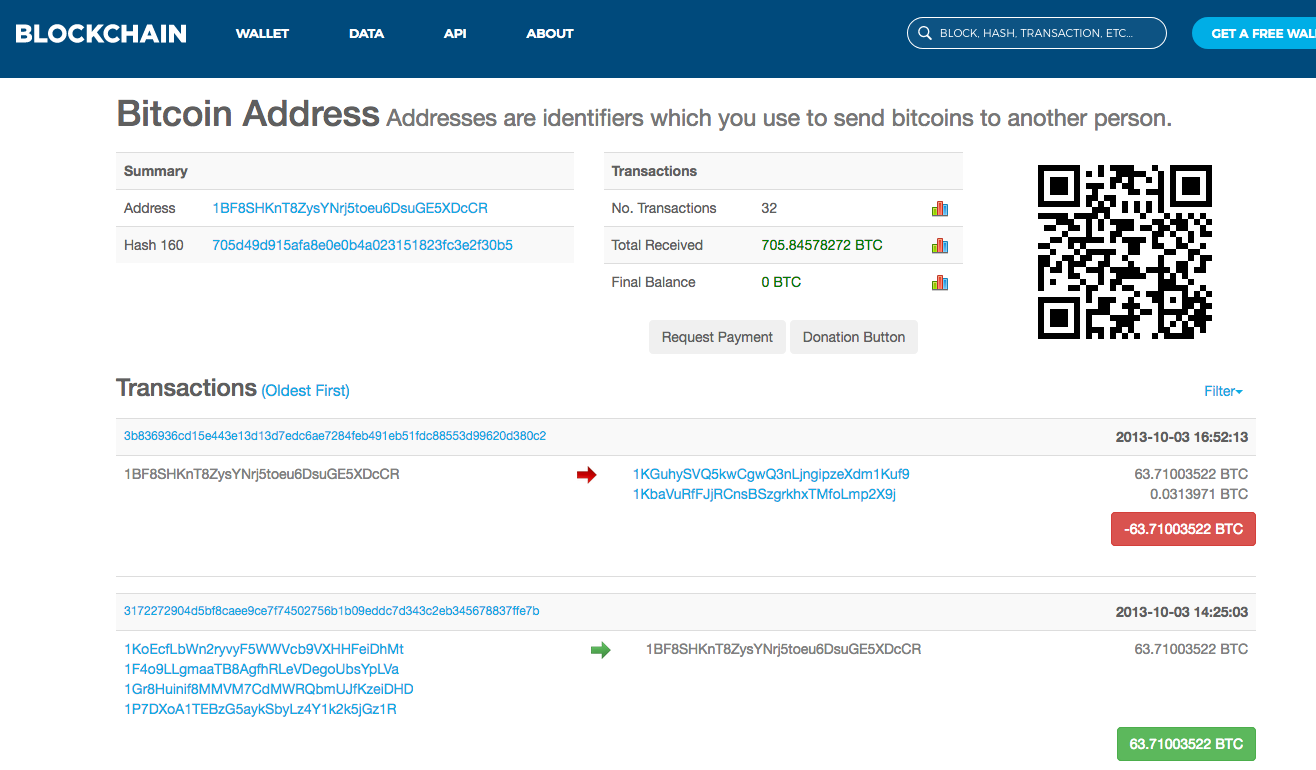 BLOCKCHAIN WALLET DATA API ABOUT BLOCK, HASH, TRANSACTION, ETC... GET A FREE WAL
Bitcoin Address Addresses are identifiers which you use to send bitcoins to another person.
Summary
Address 1BF8SHKnT8ZysYNrj5toeu6DsuGE5XDcCR
Hash 160 705d49d915afa8e0e0b4a023151823fc3e2f30b5
Transactions
No. Transactions 32
Total Received 705.84578272 BTC
Final Balance 0 BTC
Request Payment Donation Button
Transactions (Oldest First) Filter
3b836936cd15e443e13d13d7edc6ae7284feb491eb51fdc88553d99620d380c2 2013-10-03 16:52:13
1BF8SHKnT8ZysYNrj5toeu6DsuGE5XDcCR 1KGuhySVQ5kwCgwQ3nLjngipzeXdm1Kuf9 63.71003522 BTC
1KbaVuRfFJjRCnsBSzgrkhxTMfoLmp2X9j 0.0313971 BTC
-63.71003522 BTC
3172272904d5bf8caee9ce7f74502756b1b09eddc7d343c2eb345678837ffe7b 2013-10-03 14:25:03
1KoEcfLbWn2ryvyF5WWVcb9VXHHFeiDhMt 1BF8SHKnT8ZysYNrj5toeu6DsuGE5XDcCR 63.71003522 BTC
1F4o9LLgmaaTB8AgfhRLeVDegoUbsYpLVa
1Gr8Huinif8MMVM7CdMWRQbmUJfKzeiDHD
1P7DXoA1TEBzG5aykSbyLz4Y1k2k5jGz1R
63.71003522 BTC